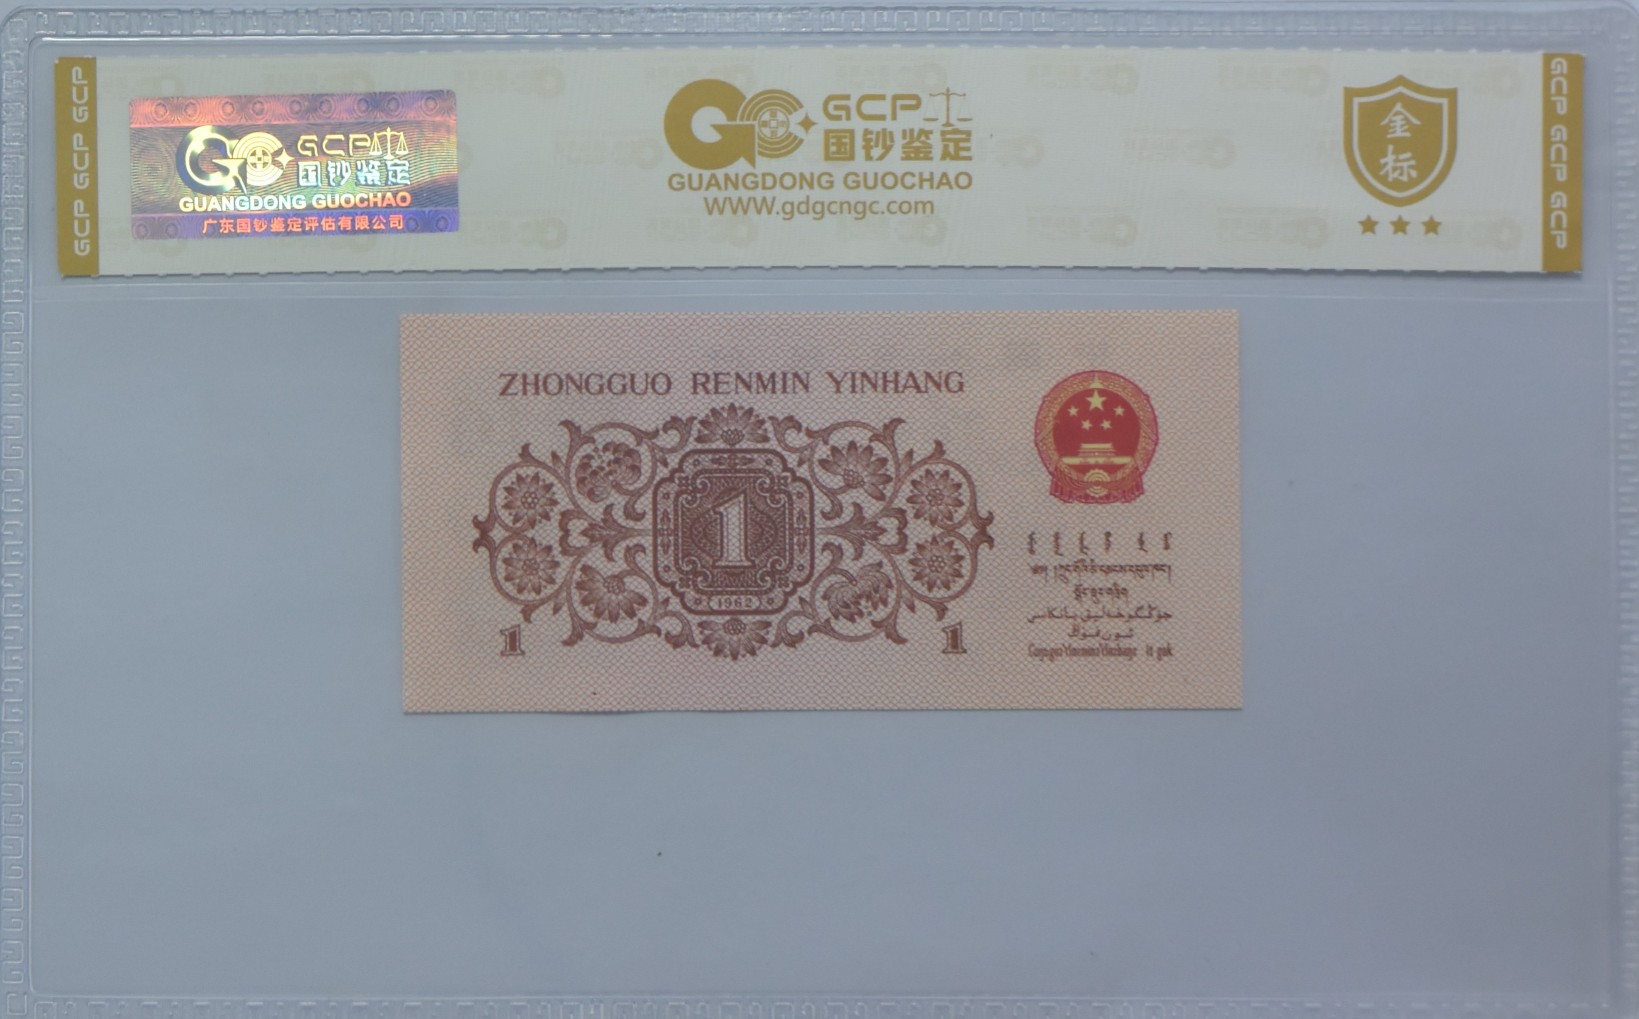 GCP GCP GCP
GCP 国钞鉴定
GUANGDONG GUOCHAO
广东国钞鉴定评估有限公司
GCP
国钞鉴定
GUANGDONG GUOCHAO
WWW.gdgcngc.com
金标
GCP GCP GCP
ZHONGGUO RENMIN YINHANG
1
1962
1
1